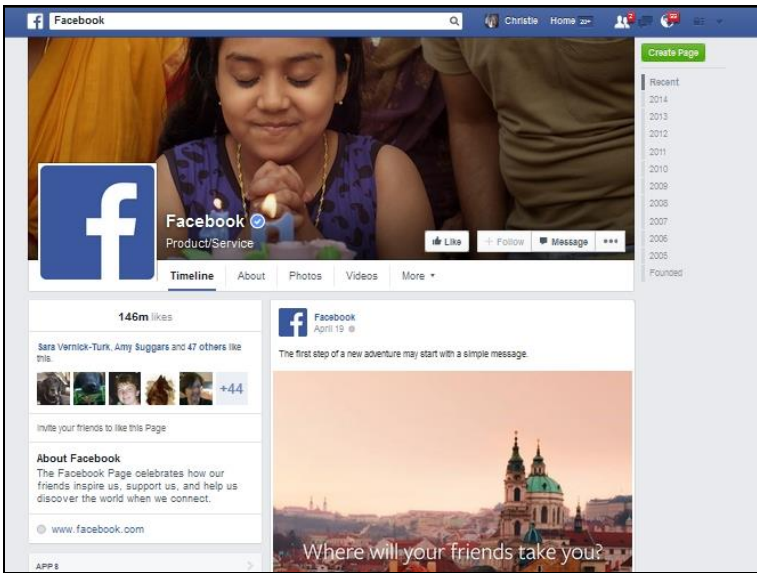 Facebook
Christie Home 20+
2
Create Page
Recent
2014
2013
2012
2011
2010
2009
2008
2007
2006
2005
Founded
Facebook
Product/Service
Like + Follow Message •••
Timeline About Photos Videos More
146m likes
Sara Vernick-Turk, Amy Suggars and 47 others like
this.
+44
Invite your friends to like this Page
About Facebook
The Facebook Page celebrates how our
friends inspire us, support us, and help us
discover the world when we connect.
www.facebook.com
APPS
Facebook
April 19
The first step of a new adventure may start with a simple message.
Where will your friends take you?